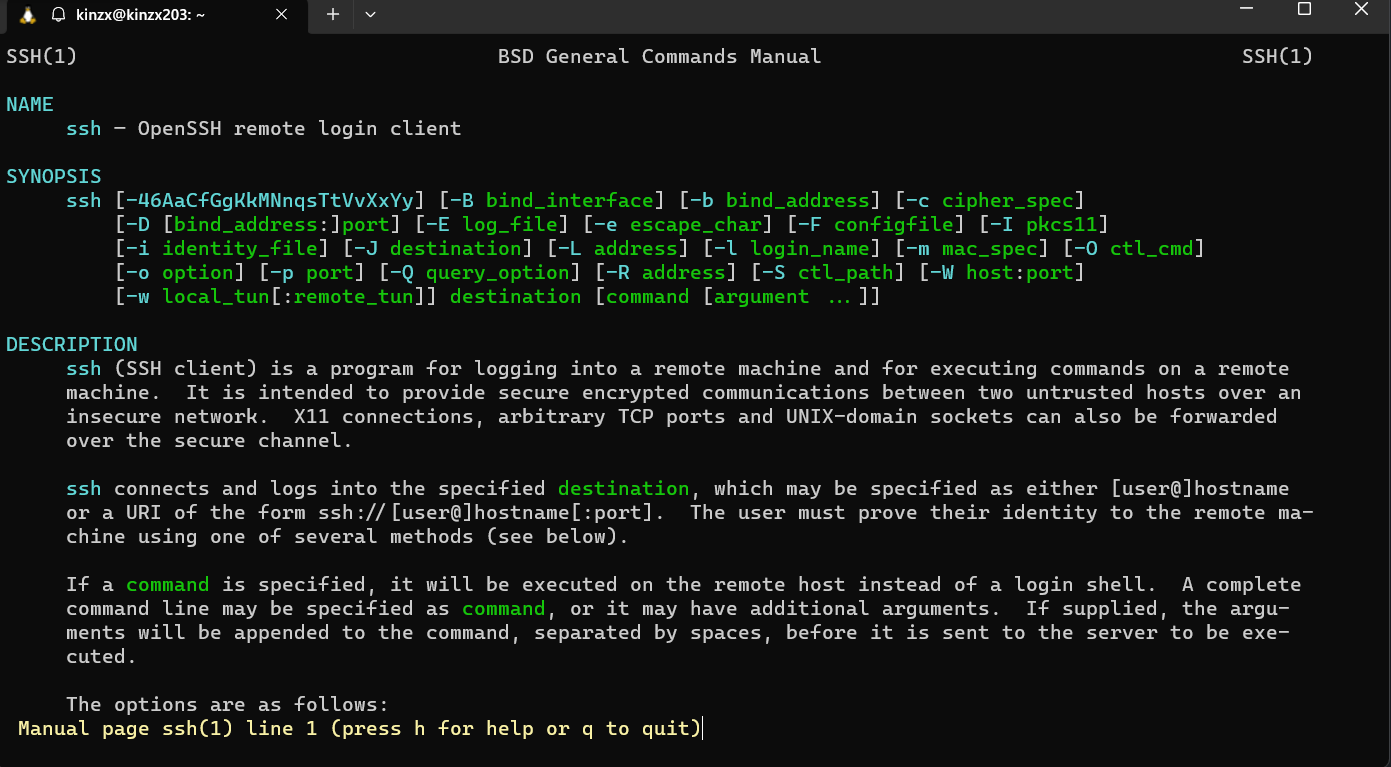 kinzx@kinzx203: ~
SSH(1) BSD General Commands Manual SSH(1)
NAME
ssh — OpenSSH remote login client
SYNOPSIS
ssh [-46AaCfGgKkMNnqsTtVvXxYy] [-B bind_interface] [-b bind_address] [-c cipher_spec]
[-D [bind_address:]port] [-E log_file] [-e escape_char] [-F configfile] [-I pkcs11]
[-i identity_file] [-J destination] [-L address] [-l login_name] [-m mac_spec] [-O ctl_cmd]
[-o option] [-p port] [-Q query_option] [-R address] [-S ctl_path] [-W host:port]
[-w local_tun[:remote_tun]] destination [command [argument ...]]
DESCRIPTION
ssh (SSH client) is a program for logging into a remote machine and for executing commands on a remote
machine. It is intended to provide secure encrypted communications between two untrusted hosts over an
insecure network. X11 connections, arbitrary TCP ports and UNIX-domain sockets can also be forwarded
over the secure channel.
ssh connects and logs into the specified destination, which may be specified as either [user@]hostname
or a URI of the form ssh://[user@]hostname[:port]. The user must prove their identity to the remote ma-
chine using one of several methods (see below).
If a command is specified, it will be executed on the remote host instead of a login shell. A complete
command line may be specified as command, or it may have additional arguments. If supplied, the argu-
ments will be appended to the command, separated by spaces, before it is sent to the server to be exe-
cuted.
The options are as follows:
Manual page ssh(1) line 1 (press h for help or q to quit)